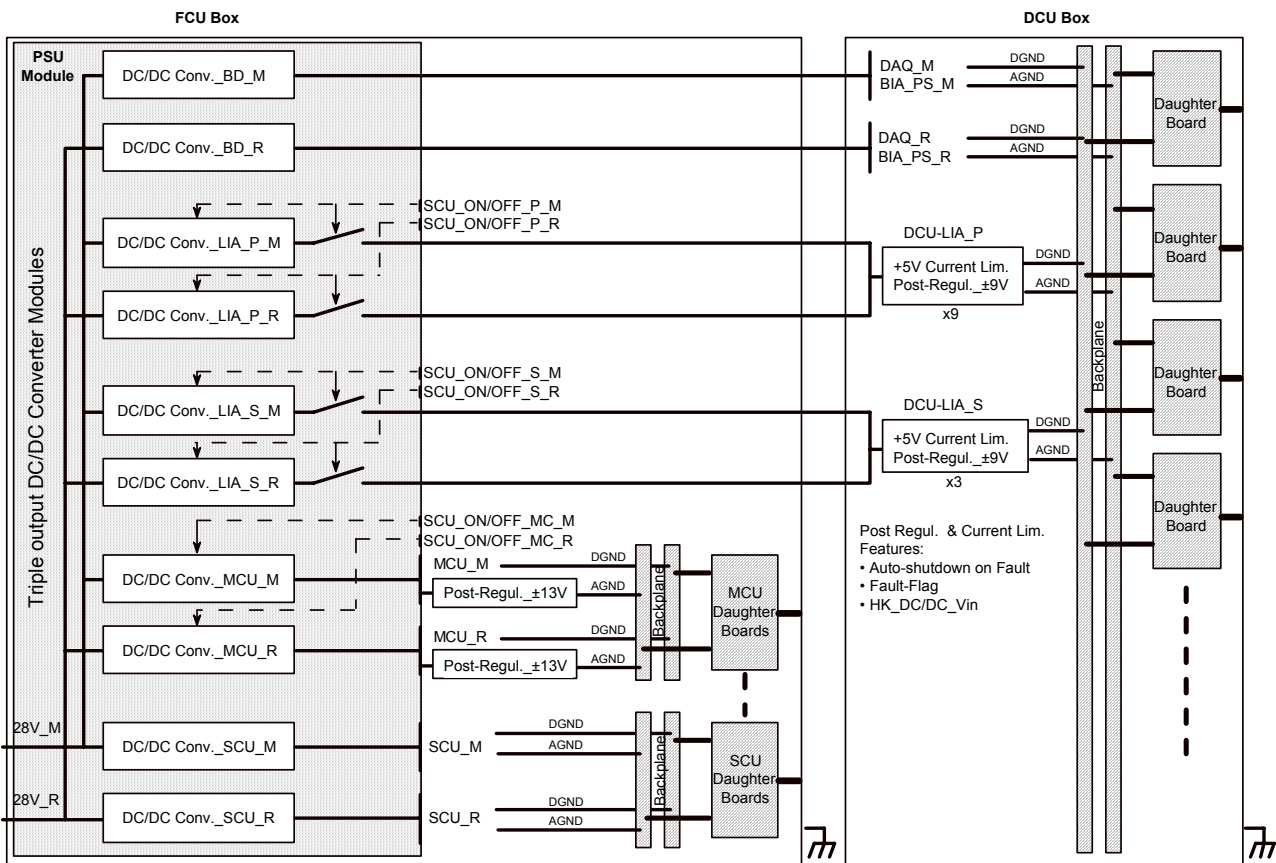 FCU Box
DCU Box
PSU
Module
Triple output DC/DC Converter Modules
DC/DC Conv._BD_M
DC/DC Conv._BD_R
SCU_ON/OFF_P_M
SCU_ON/OFF_P_R
DC/DC Conv._LIA_P_M
DC/DC Conv._LIA_P_R
SCU_ON/OFF_S_M
SCU_ON/OFF_S_R
DC/DC Conv._LIA_S_M
DC/DC Conv._LIA_S_R
SCU_ON/OFF_MC_M
SCU_ON/OFF_MC_R
DC/DC Conv._MCU_M
MCU_M
DGND
Post-Regul._±13V
AGND
DC/DC Conv._MCU_R
MCU_R
DGND
Post-Regul._±13V
AGND
Backplane
MCU
Daughter
Boards
28V_M
DC/DC Conv._SCU_M
SCU_M
DGND
AGND
28V_R
DC/DC Conv._SCU_R
SCU_R
DGND
AGND
Backplane
SCU
Daughter
Boards
DAQ_M
BIA_PS_M
DGND
AGND
DAQ_R
BIA_PS_R
DGND
AGND
DCU-LIA_P
+5V Current Lim.
Post-Regul._±9V
x9
DGND
AGND
DCU-LIA_S
+5V Current Lim.
Post-Regul._±9V
x3
DGND
AGND
Backplane
Daughter
Board
Daughter
Board
Daughter
Board
Daughter
Board
Post Regul. & Current Lim.
Features:
• Auto-shutdown on Fault
• Fault-Flag
• HK_DC/DC_Vin